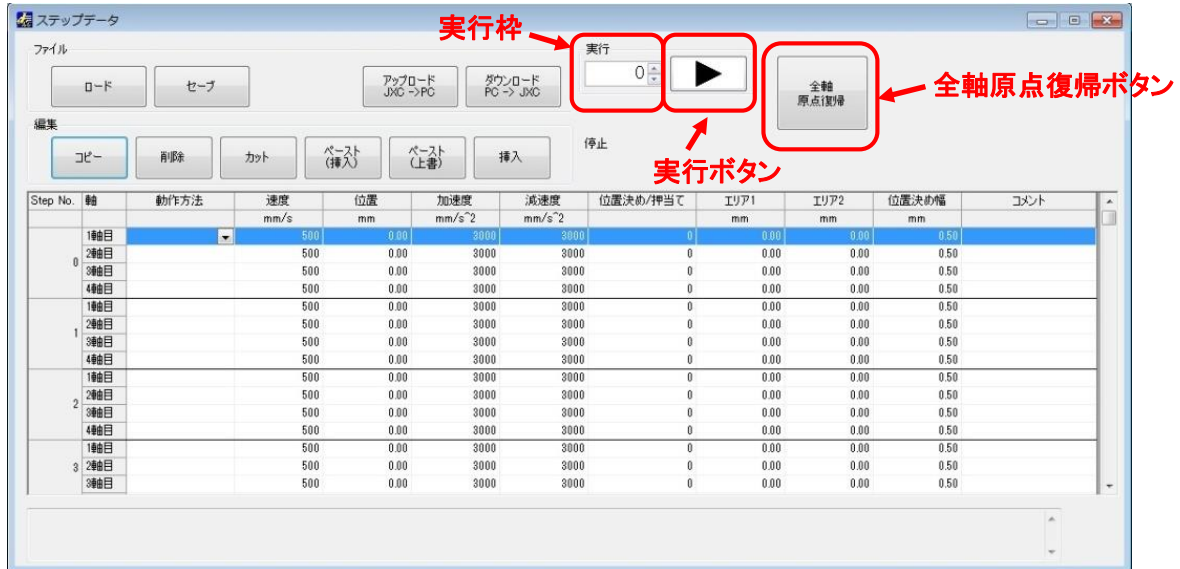 ステップデータ
実行枠
ファイル
実行
ロード セーブ アップロード JXC->PC ダウンロード PC -> JXC 0 ▶ 全軸 原点復帰
全軸原点復帰ボタン
編集
コピー 削除 カット ペースト (挿入) ペースト (上書) 挿入
停止
実行ボタン
Step No. 軸 動作方法 速度 位置 加速度 減速度 位置決め/押当て エリア1 エリア2 位置決め幅 コメント
mm/s mm mm/s^2 mm/s^2 mm mm mm
0
1軸目 500 0.00 3000 3000 0 0.00 0.00 0.50
2軸目 500 0.00 3000 3000 0 0.00 0.00 0.50
3軸目 500 0.00 3000 3000 0 0.00 0.00 0.50
4軸目 500 0.00 3000 3000 0 0.00 0.00 0.50
1
1軸目 500 0.00 3000 3000 0 0.00 0.00 0.50
2軸目 500 0.00 3000 3000 0 0.00 0.00 0.50
3軸目 500 0.00 3000 3000 0 0.00 0.00 0.50
4軸目 500 0.00 3000 3000 0 0.00 0.00 0.50
2
1軸目 500 0.00 3000 3000 0 0.00 0.00 0.50
2軸目 500 0.00 3000 3000 0 0.00 0.00 0.50
3軸目 500 0.00 3000 3000 0 0.00 0.00 0.50
4軸目 500 0.00 3000 3000 0 0.00 0.00 0.50
3
1軸目 500 0.00 3000 3000 0 0.00 0.00 0.50
2軸目 500 0.00 3000 3000 0 0.00 0.00 0.50
3軸目 500 0.00 3000 3000 0 0.00 0.00 0.50